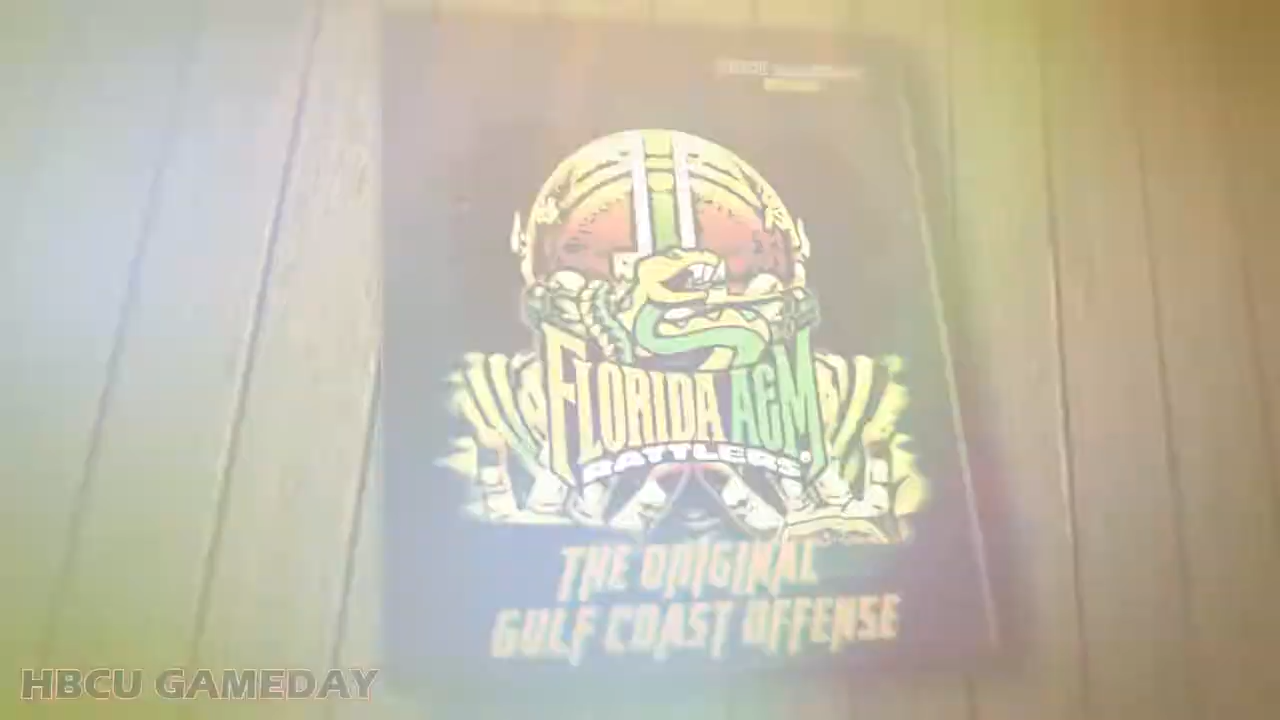 FLORIDA A&M
RATTLERS
THE ORIGINAL
GULF COAST OFFENSE
HBCU GAMEDAY